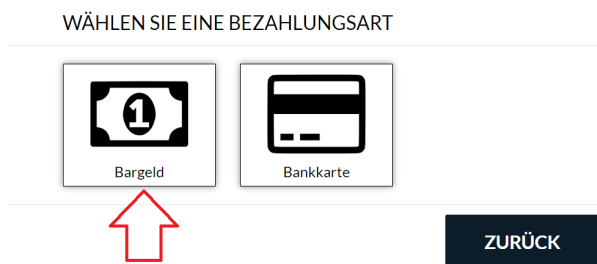 WÄHLEN SIE EINE BEZAHLUNGSART
1
Bargeld
Bankkarte
ZURÜCK